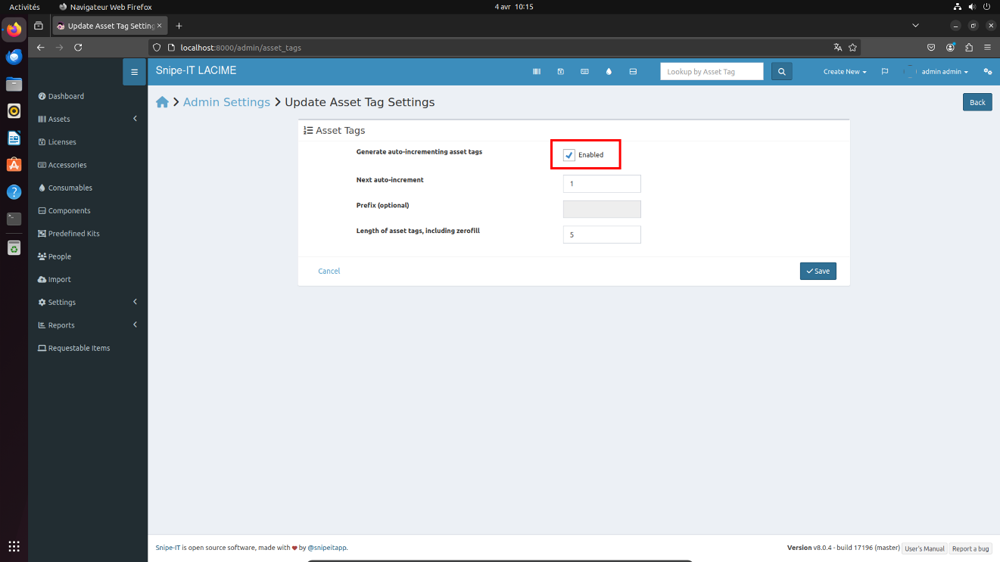 Activités
Navigateur Web Firefox
4 avr 10:15
Update Asset Tag Setting
localhost:8000/admin/asset_tags
Snipe-IT LACIME
Lookup by Asset Tag
Create New
admin admin
Dashboard
Assets
Licenses
Accessories
Consumables
Components
Predefined Kits
People
Import
Settings
Reports
Requestable Items
Admin Settings
Update Asset Tag Settings
Back
Asset Tags
Generate auto-incrementing asset tags
Enabled
Next auto-increment
1
Prefix (optional)
Length of asset tags, including zerofill
5
Cancel
Save
Snipe-IT is open source software, made with ❤ by @snipeitapp.
Version v8.0.4 - build 17196 (master)
User's Manual
Report a bug